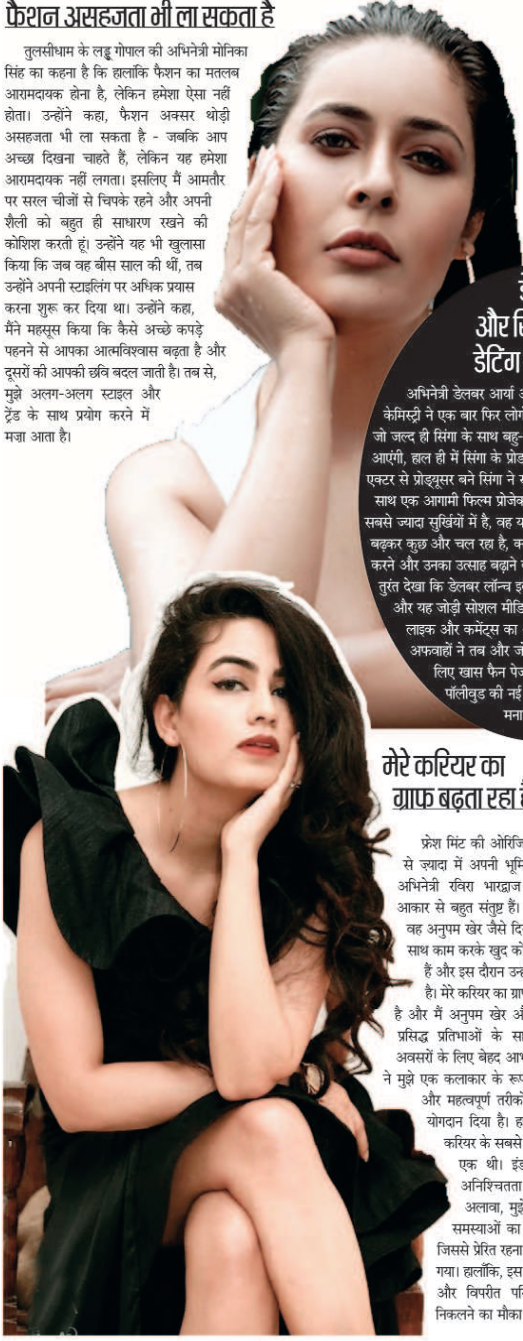 फैशन असहजता भी ला सकता है
तुलसीधाम के लड्डू गोपाल की अभिनेत्री मोनिका
सिंह का कहना है कि हालांकि फैशन का मतलब
आरामदायक होना है, लेकिन हमेशा ऐसा नहीं
होता। उन्होंने कहा, फैशन अक्सर थोड़ी
असहजता भी ला सकता है - जबकि आप
अच्छा दिखना चाहते हैं, लेकिन यह हमेशा
आरामदायक नहीं लगता। इसलिए मैं आमतौर
पर सरल चीजों से चिपके रहने और अपनी
शैली को बहुत ही साधारण रखने की
कोशिश करती हूं। उन्होंने यह भी खुलासा
किया कि जब वह बीस साल की थीं, तब
उन्होंने अपनी स्टाइलिंग पर अधिक प्रयास
करना शुरू कर दिया था। उन्होंने कहा,
मैंने महसूस किया कि कैसे अच्छे कपड़े
पहनने से आपका आत्मविश्वास बढ़ता है और
दूसरों की आपकी छवि बदल जाती है। तब से,
मुझे अलग-अलग स्टाइल और
ट्रेंड के साथ प्रयोग करने में
मजा आता है।
और
डेटिंग
अभिनेत्री डेलबर आर्या
केमिस्ट्री ने एक बार फिर
जो जल्द ही सिंगा के साथ
आएंगी, हाल ही में सिंगा के
एक्टर से प्रोड्यूसर बने सिंगा ने
साथ एक आगामी फिल्म
सबसे ज्यादा सुर्खियों में है, वह
बढ़कर कुछ और चल रहा है,
करने और उनका उत्साह बढ़ाने
तुरंत देखा कि डेलबर लॉन्च
और यह जोड़ी सोशल
लाइक और कमेंट्स का
अफवाहों ने तब और
लिए खास फैन
पॉलीवुड की नई
मेरे करियर का
ग्राफ बढ़ता रहा
फ्रेश मिंट की
से ज्यादा में अपनी
अभिनेत्री रविरा भारद्वाज
आकार से बहुत संतुष्ट हैं।
वह अनुपम खेर जैसे
साथ काम करके खुद को
हैं और इस दौरान
है। मेरे करियर का
है और मैं अनुपम खेर
प्रसिद्ध प्रतिभाओं के
अवसरों के लिए बेहद
ने मुझे एक कलाकार के
और महत्वपूर्ण
योगदान दिया है।
करियर के सबसे
एक थी।
अनिश्चितता
अलावा,
समस्याओं का
जिससे प्रेरित रहना
गया। हालाँकि, इस
और विपरीत
निकलने का मौका